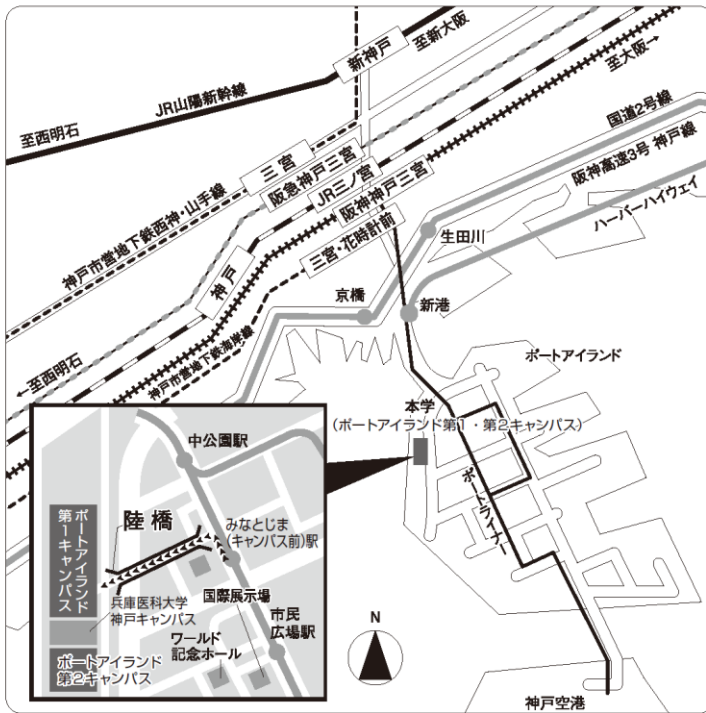 新神戸
至新大阪
JR山陽新幹線
至西明石
至大阪→
国道2号線
阪神高速3号 神戸線
ハーバーハイウェイ
三宮
阪急神戸三宮
JR三ノ宮
阪神神戸三宮
三宮・花時計前
神戸市営地下鉄西神・山手線
神戸
生田川
京橋
新港
←至西明石
神戸市営地下鉄海岸線
ポートアイランド
本学
(ポートアイランド第1・第2キャンパス)
ポートライナー
中公園駅
陸橋
みなとじま
(キャンパス前)駅
ポートアイランド
第1キャンパス
兵庫医科大学
神戸キャンパス
国際展示場
市民
広場駅
ワールド
記念ホール
ポートアイランド
第2キャンパス
N
神戸空港